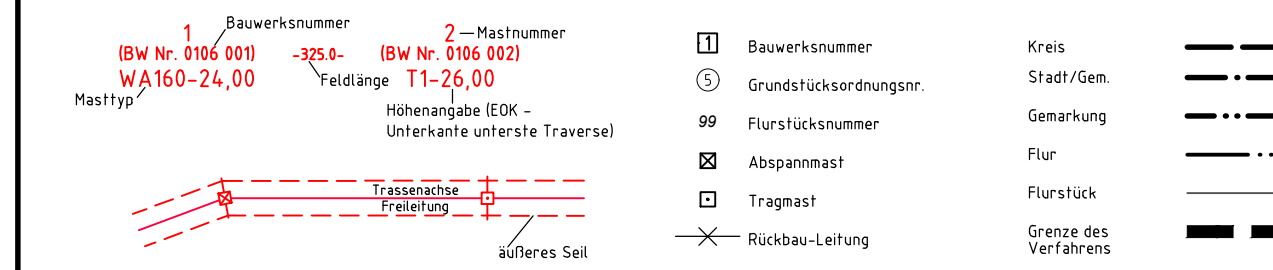 Bauwerksnummer
1
2
Mastnummer
(BW Nr. 0106 001)
-325.0-
(BW Nr. 0106 002)
WA160-24,00
Feldlänge
T1-26,00
Masttyp
Höhenangabe (EOK -
Unterkante unterste Traverse)
Trassenachse
Freileitung
äußeres Seil
1 Bauwerksnummer
5 Grundstücksordnungsnr.
99 Flurstücksnummer
Abspannmast
Tragmast
Rückbau-Leitung
Kreis
Stadt/Gem.
Gemarkung
Flur
Flurstück
Grenze des
Verfahrens